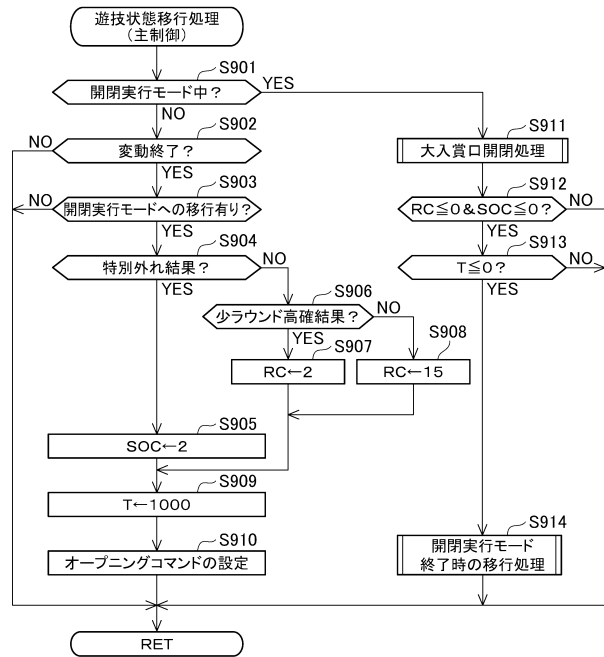 遊技状態移行処理
(主制御)
S901
開閉実行モード中？
YES
NO
S902
NO
変動終了？
YES
S903
NO
開閉実行モードへの移行有り？
YES
S904
特別外れ結果？
NO
YES
S906
少ラウンド高確結果？
NO
YES
S907
RC←2
S908
RC←15
S905
SOC←2
S909
T←1000
S910
オープニングコマンドの設定
S911
大入賞口開閉処理
S912
RC≦0＆SOC≦0？
NO
YES
S913
T≦0？
NO
YES
S914
開閉実行モード
終了時の移行処理
RET